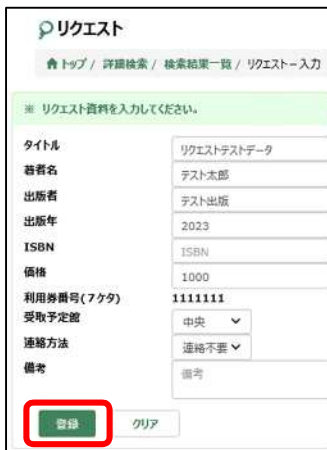 リクエスト
トップ / 詳細検索 / 検索結果一覧 / リクエスト－入力
※ リクエスト資料を入力してください。
タイトル リクエストテストデータ
著者名 テスト太郎
出版者 テスト出版
出版年 2023
ISBN ISBN
価格 1000
利用券番号(7ケタ) 1111111
受取予定館 中央
連絡方法 連絡不要
備考 備考
登録 クリア